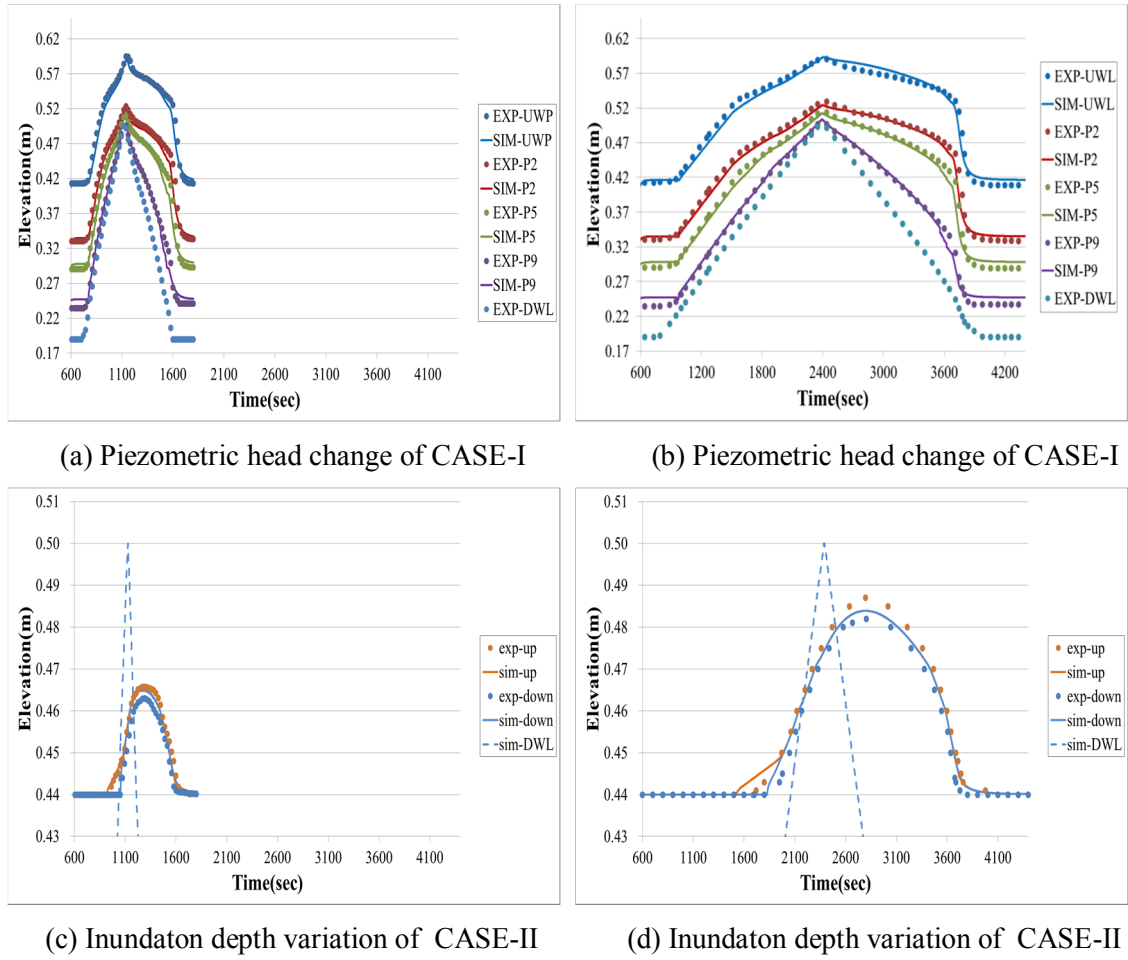 0.62
0.57
0.52
0.47
0.42
0.37
0.32
0.27
0.22
0.17
Elevation(m)
600 1100 1600 2100 2600 3100 3600 4100
Time(sec)
EXP-UWP
SIM-UWP
EXP-P2
SIM-P2
EXP-P5
SIM-P5
EXP-P9
SIM-P9
EXP-DWL
(a) Piezometric head change of CASE-I
0.62
0.57
0.52
0.47
0.42
0.37
0.32
0.27
0.22
0.17
Elevation(m)
600 1200 1800 2400 3000 3600 4200
Time(sec)
EXP-UWL
SIM-UWL
EXP-P2
SIM-P2
EXP-P5
SIM-P5
EXP-P9
SIM-P9
EXP-DWL
(b) Piezometric head change of CASE-I
0.51
0.50
0.49
0.48
0.47
0.46
0.45
0.44
0.43
Elevation(m)
600 1100 1600 2100 2600 3100 3600 4100
Time(sec)
exp-up
sim-up
exp-down
sim-down
sim-DWL
(c) Inundaton depth variation of CASE-II
0.51
0.50
0.49
0.48
0.47
0.46
0.45
0.44
0.43
Elevation(m)
600 1100 1600 2100 2600 3100 3600 4100
Time(sec)
exp-up
sim-up
exp-down
sim-down
sim-DWL
(d) Inundaton depth variation of CASE-II